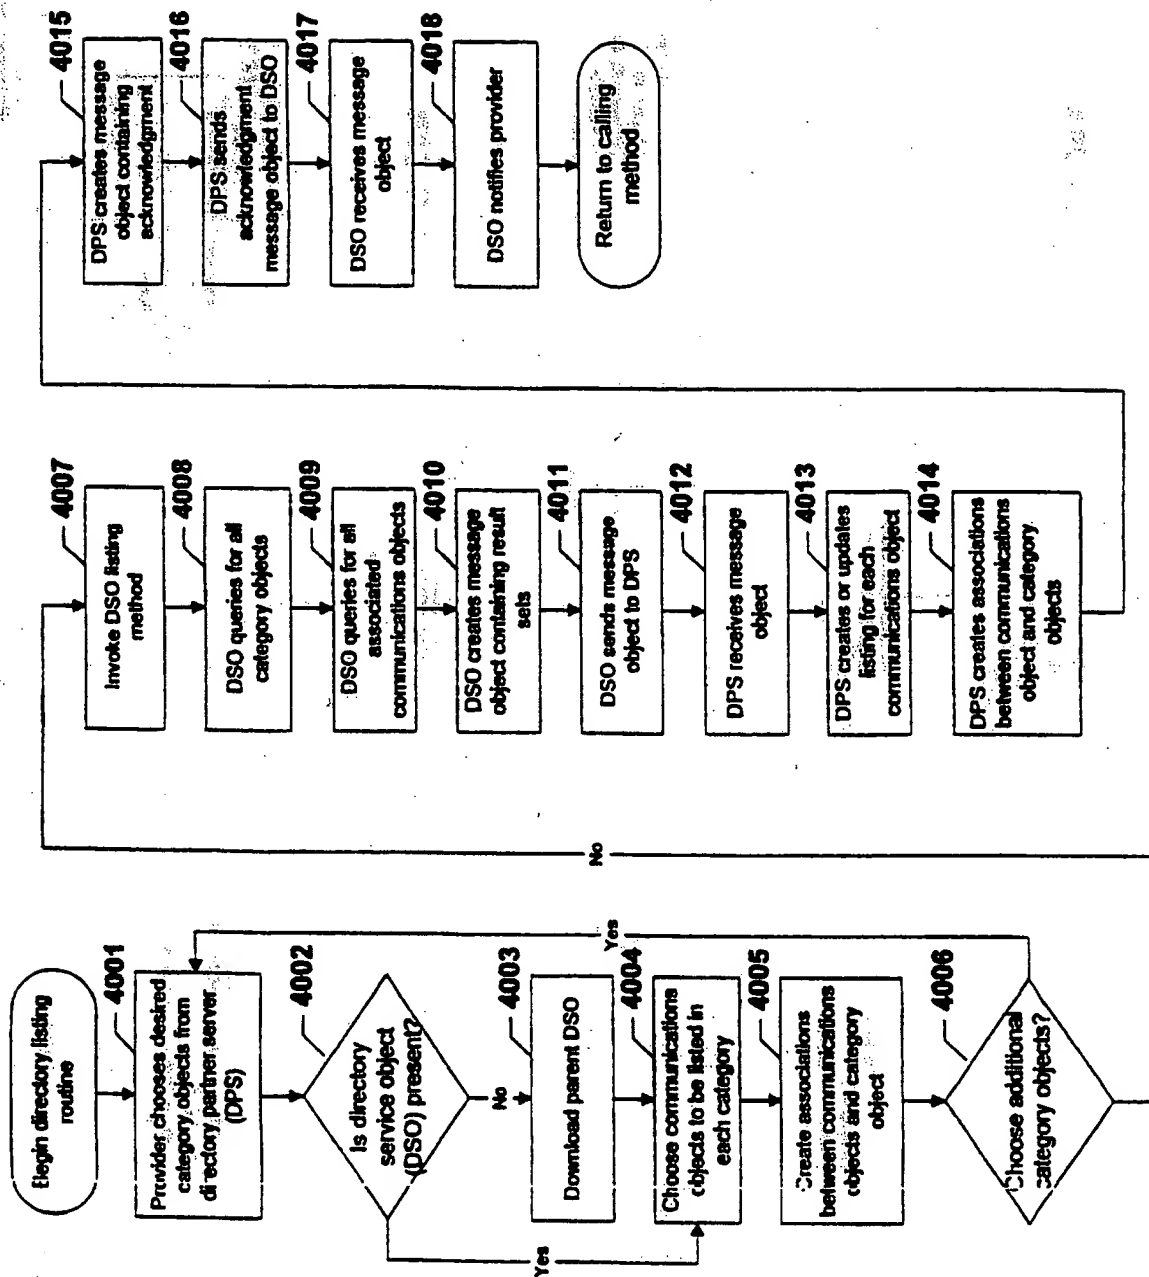 Begin directory listing
routine
4001
Provider chooses desired
category objects from
directory partner server
(DPS)
4002
Is directory
service object
(DSO) present?
No
Yes
4003
Download parent DSO
4004
Choose communications
objects to be listed in
each category
4005
Create associations
between communications
objects and category
object
4006
Choose additional
category objects?
Yes
No
4007
Invoke DSO listing
method
4008
DSO queries for all
category objects
4009
DSO queries for all
associated
communications objects
4010
DSO creates message
object containing result
sets
4011
DSO sends message
object to DPS
4012
DPS receives message
object
4013
DPS creates or updates
listing for each
communications object
4014
DPS creates associations
between communications
object and category
objects
4015
DPS creates message
object containing
acknowledgment
4016
DPS sends
acknowledgment
message object to DSO
4017
DSO receives message
object
4018
DSO notifies provider
Return to calling
method